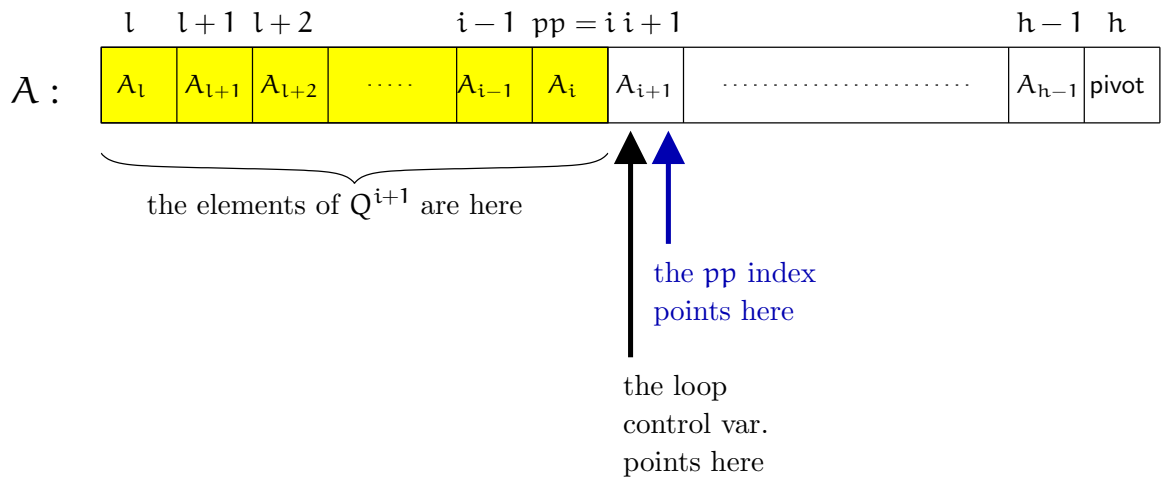 l l + 1 l + 2 i − 1 pp = i i + 1 h − 1 h
A : A_l A_{l+1} A_{l+2} ····· A_{i−1} A_i A_{i+1} ························ A_{h−1} pivot
the elements of Q^{i+1} are here
the pp index
points here
the loop
control var.
points here